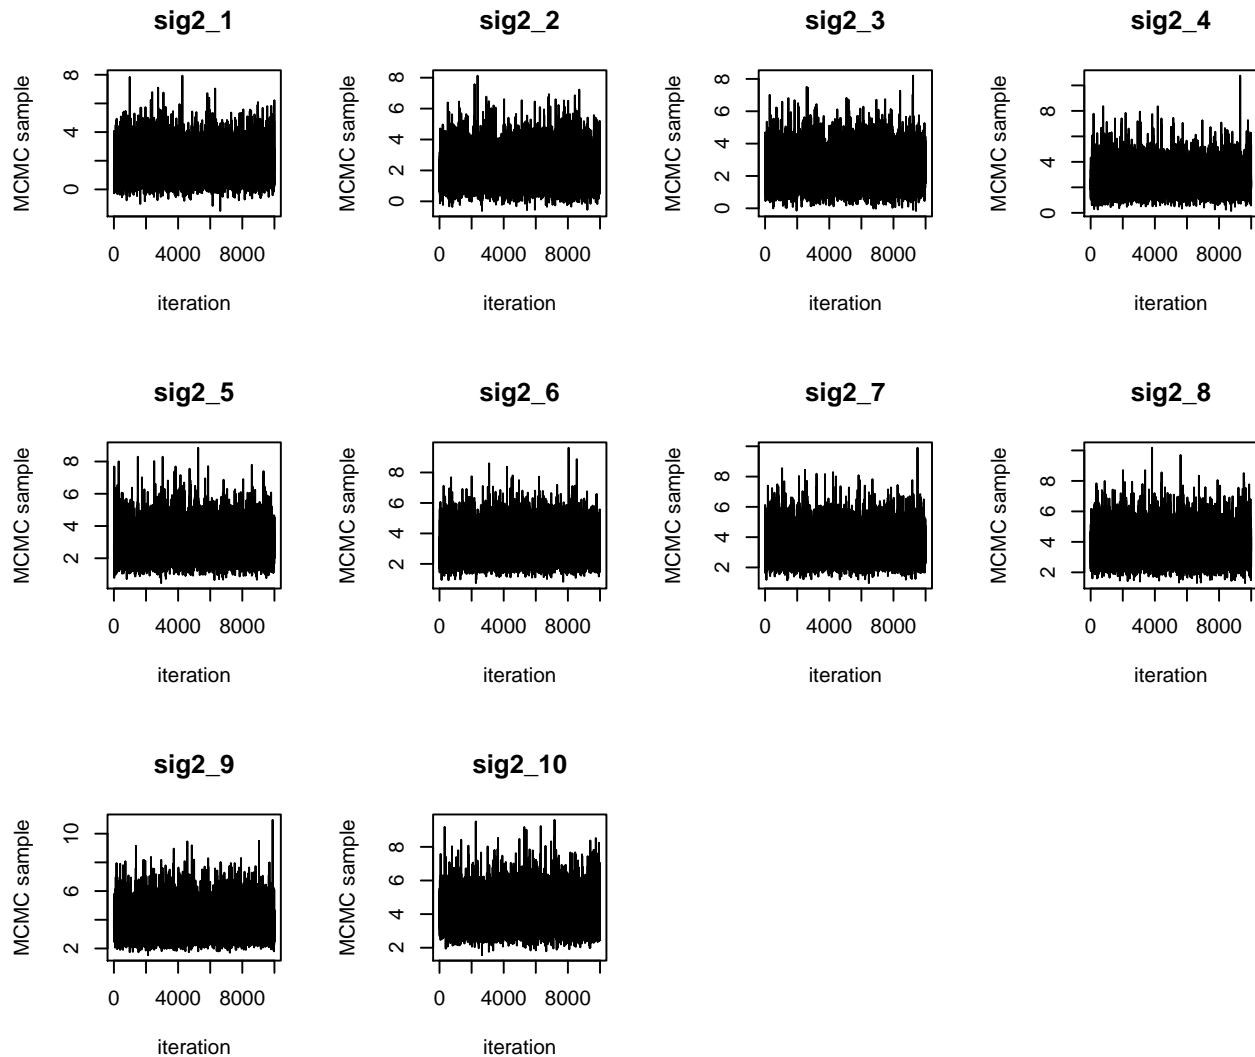 sig2_1
MCMC sample
0 4 8
0 4000 8000
iteration
sig2_2
MCMC sample
0 2 4 6 8
0 4000 8000
iteration
sig2_3
MCMC sample
0 2 4 6 8
0 4000 8000
iteration
sig2_4
MCMC sample
0 4 8
0 4000 8000
iteration
sig2_5
MCMC sample
2 4 6 8
0 4000 8000
iteration
sig2_6
MCMC sample
2 4 6 8
0 4000 8000
iteration
sig2_7
MCMC sample
2 4 6 8
0 4000 8000
iteration
sig2_8
MCMC sample
2 4 6 8
0 4000 8000
iteration
sig2_9
MCMC sample
2 6 10
0 4000 8000
iteration
sig2_10
MCMC sample
2 4 6 8
0 4000 8000
iteration